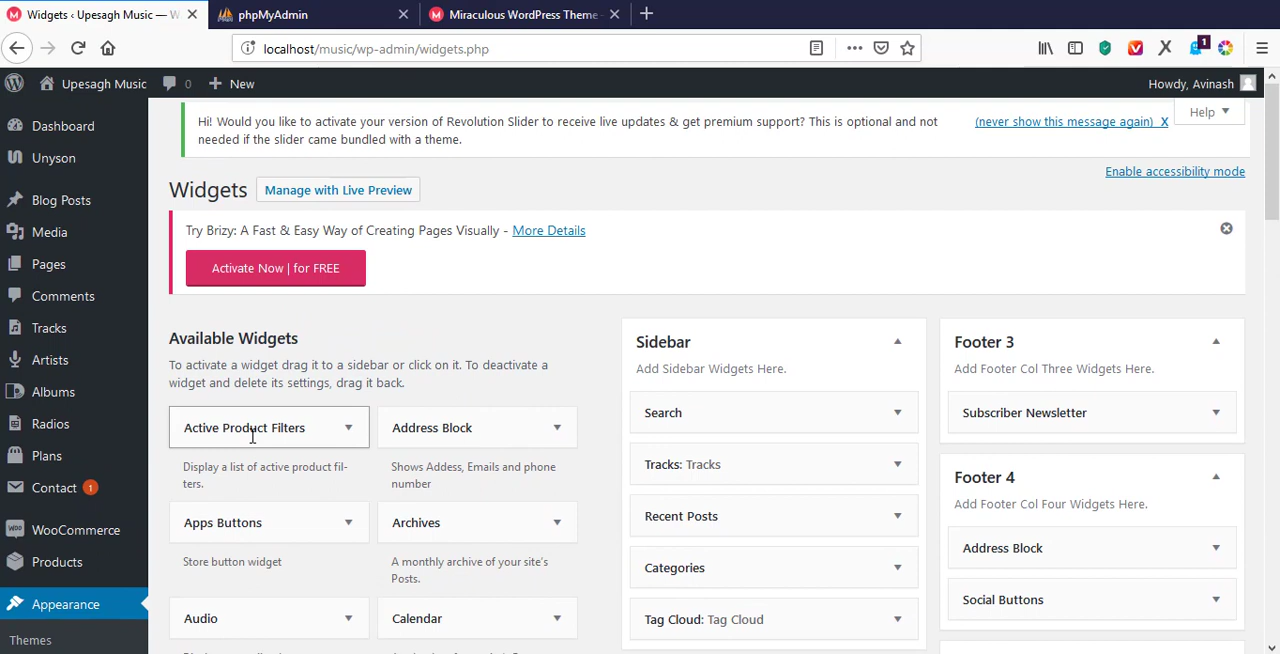 Widgets ‹ Upesagh Music — W
phpMyAdmin
Miraculous WordPress Theme -
localhost/music/wp-admin/widgets.php
1
Upesagh Music
0
New
Howdy, Avinash
Dashboard
Unyson
Blog Posts
Media
Pages
Comments
Tracks
Artists
Albums
Radios
Plans
Contact 1
WooCommerce
Products
Appearance
Themes
Help
Hi! Would you like to activate your version of Revolution Slider to receive live updates & get premium support? This is optional and not
needed if the slider came bundled with a theme.
(never show this message again) X
Enable accessibility mode
Widgets
Manage with Live Preview
Try Brizy: A Fast & Easy Way of Creating Pages Visually - More Details
Activate Now | for FREE
Available Widgets
To activate a widget drag it to a sidebar or click on it. To deactivate a
widget and delete its settings, drag it back.
Active Product Filters
Display a list of active product fil-
ters.
Address Block
Shows Addess, Emails and phone
number
Apps Buttons
Store button widget
Archives
A monthly archive of your site's
Posts.
Audio
Calendar
Sidebar
Add Sidebar Widgets Here.
Search
Tracks: Tracks
Recent Posts
Categories
Tag Cloud: Tag Cloud
Footer 3
Add Footer Col Three Widgets Here.
Subscriber Newsletter
Footer 4
Add Footer Col Four Widgets Here.
Address Block
Social Buttons